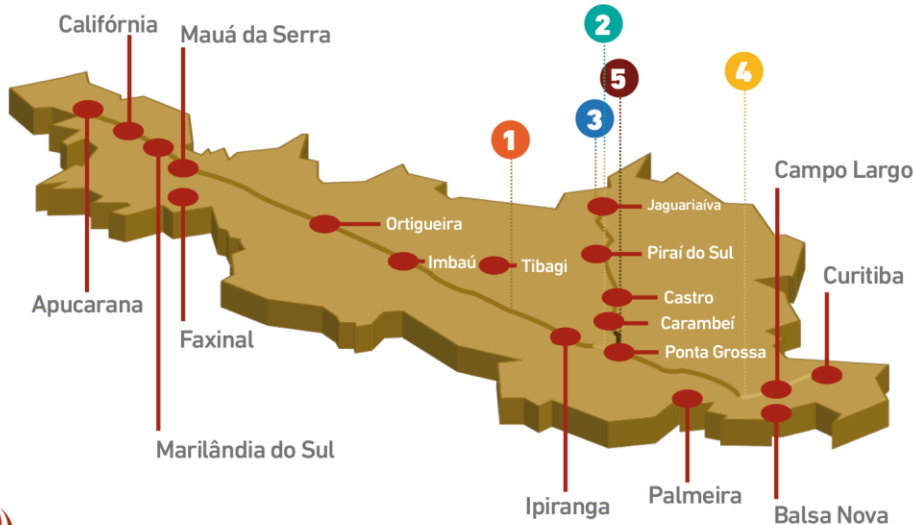 Califórnia
Mauá da Serra
2
5
4
3
1
Campo Largo
Jaguariaíva
Ortigueira
Piraí do Sul
Imbaú
Tibagi
Curitiba
Apucarana
Castro
Carambeí
Faxinal
Ponta Grossa
Marilândia do Sul
Ipiranga
Palmeira
Balsa Nova